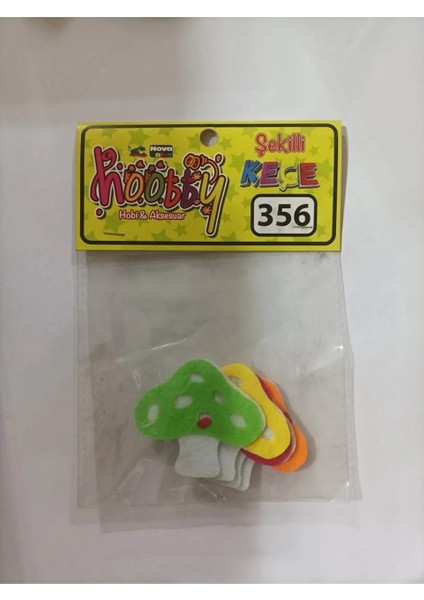 Nova
hoobby
Hobi & Aksesuar
Şekilli
KEÇE
356